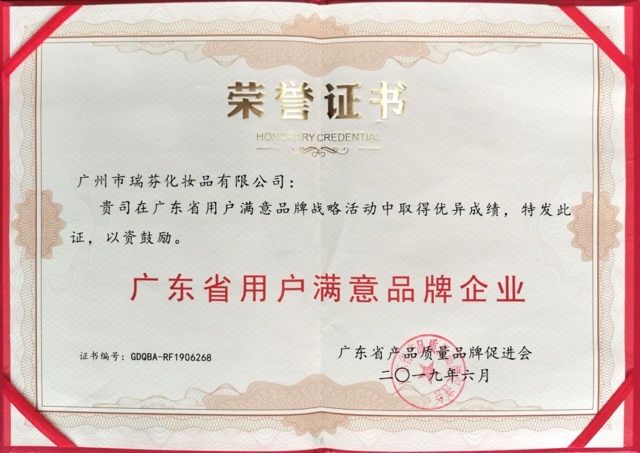 荣誉证书
HONORARY CREDENTIAL
广州市瑞芬化妆品有限公司：
贵司在广东省用户满意品牌战略活动中取得优异成绩，特发此
证，以资鼓励。
广东省用户满意品牌企业
证书编号：GDQBA-RF1906268
广东省产品质量品牌促进会
二〇一九年六月